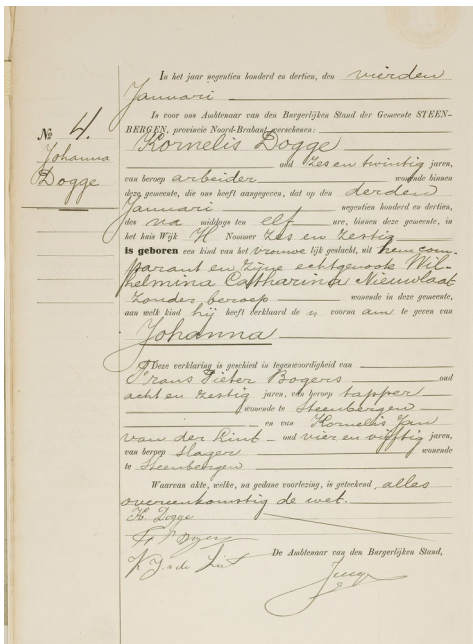 In het jaar negentien honderd en dertien, den vierden
Januari
Is voor ons Ambtenaar van den Burgerlijken Stand der Gemeente STEEN-
BERGEN, provincie Noord-Brabant verschenen:
№ 4.
Johanna
Dogge
Kornelis Dogge
oud zes en twintig jaren,
van beroep arbeider wonende binnen
deze gemeente, die ons heeft aangegeven, dat op den derden
Januari negentien honderd en dertien,
des na middags ten elf ure, binnen deze gemeente, in
het huis Wijk H Nommer zes en zestig
is geboren een kind van het vrouwelijk geslacht, uit hem com-
parant en zijne echtgenoote Wil-
helmina Catharina Nieuwlaat
zonder beroep wonende in deze gemeente,
aan welk kind hij heeft verklaard de n voorna am te geven van
Johanna
Deze verklaring is geschied in tegenwoordigheid van
Frans Pieter Bogers oud
acht en zestig jaren, van beroep tapper
wonende te Steenbergen
en van Kornelis Jan
van der Lint oud vier en vijftig jaren,
van beroep slager wonende
te Steenbergen
Waarvan akte, welke, na gedane voorlezing, is geteekend alles
overeenkomstig de wet.
K. Dogge
K J v de Lint
De Ambtenaar van den Burgerlijken Stand,